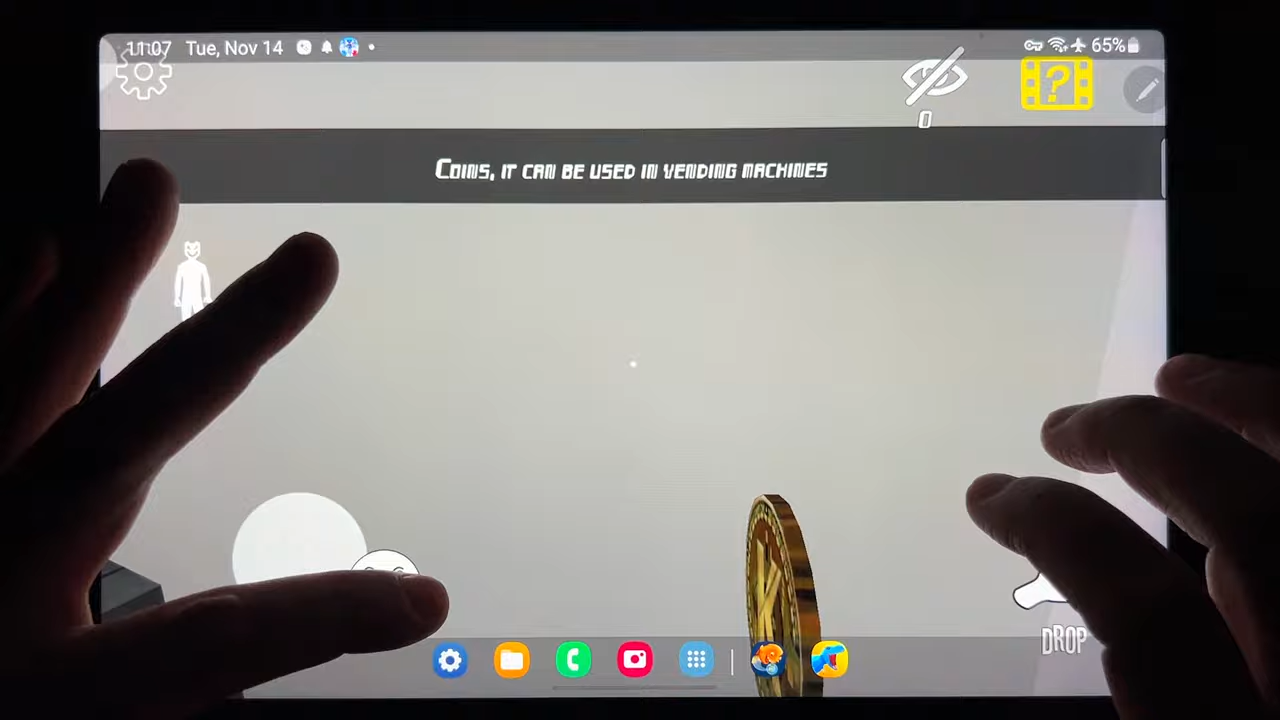 11:07 Tue, Nov 14
65%
?
0
COINS, IT CAN BE USED IN VENDING MACHINES
DROP